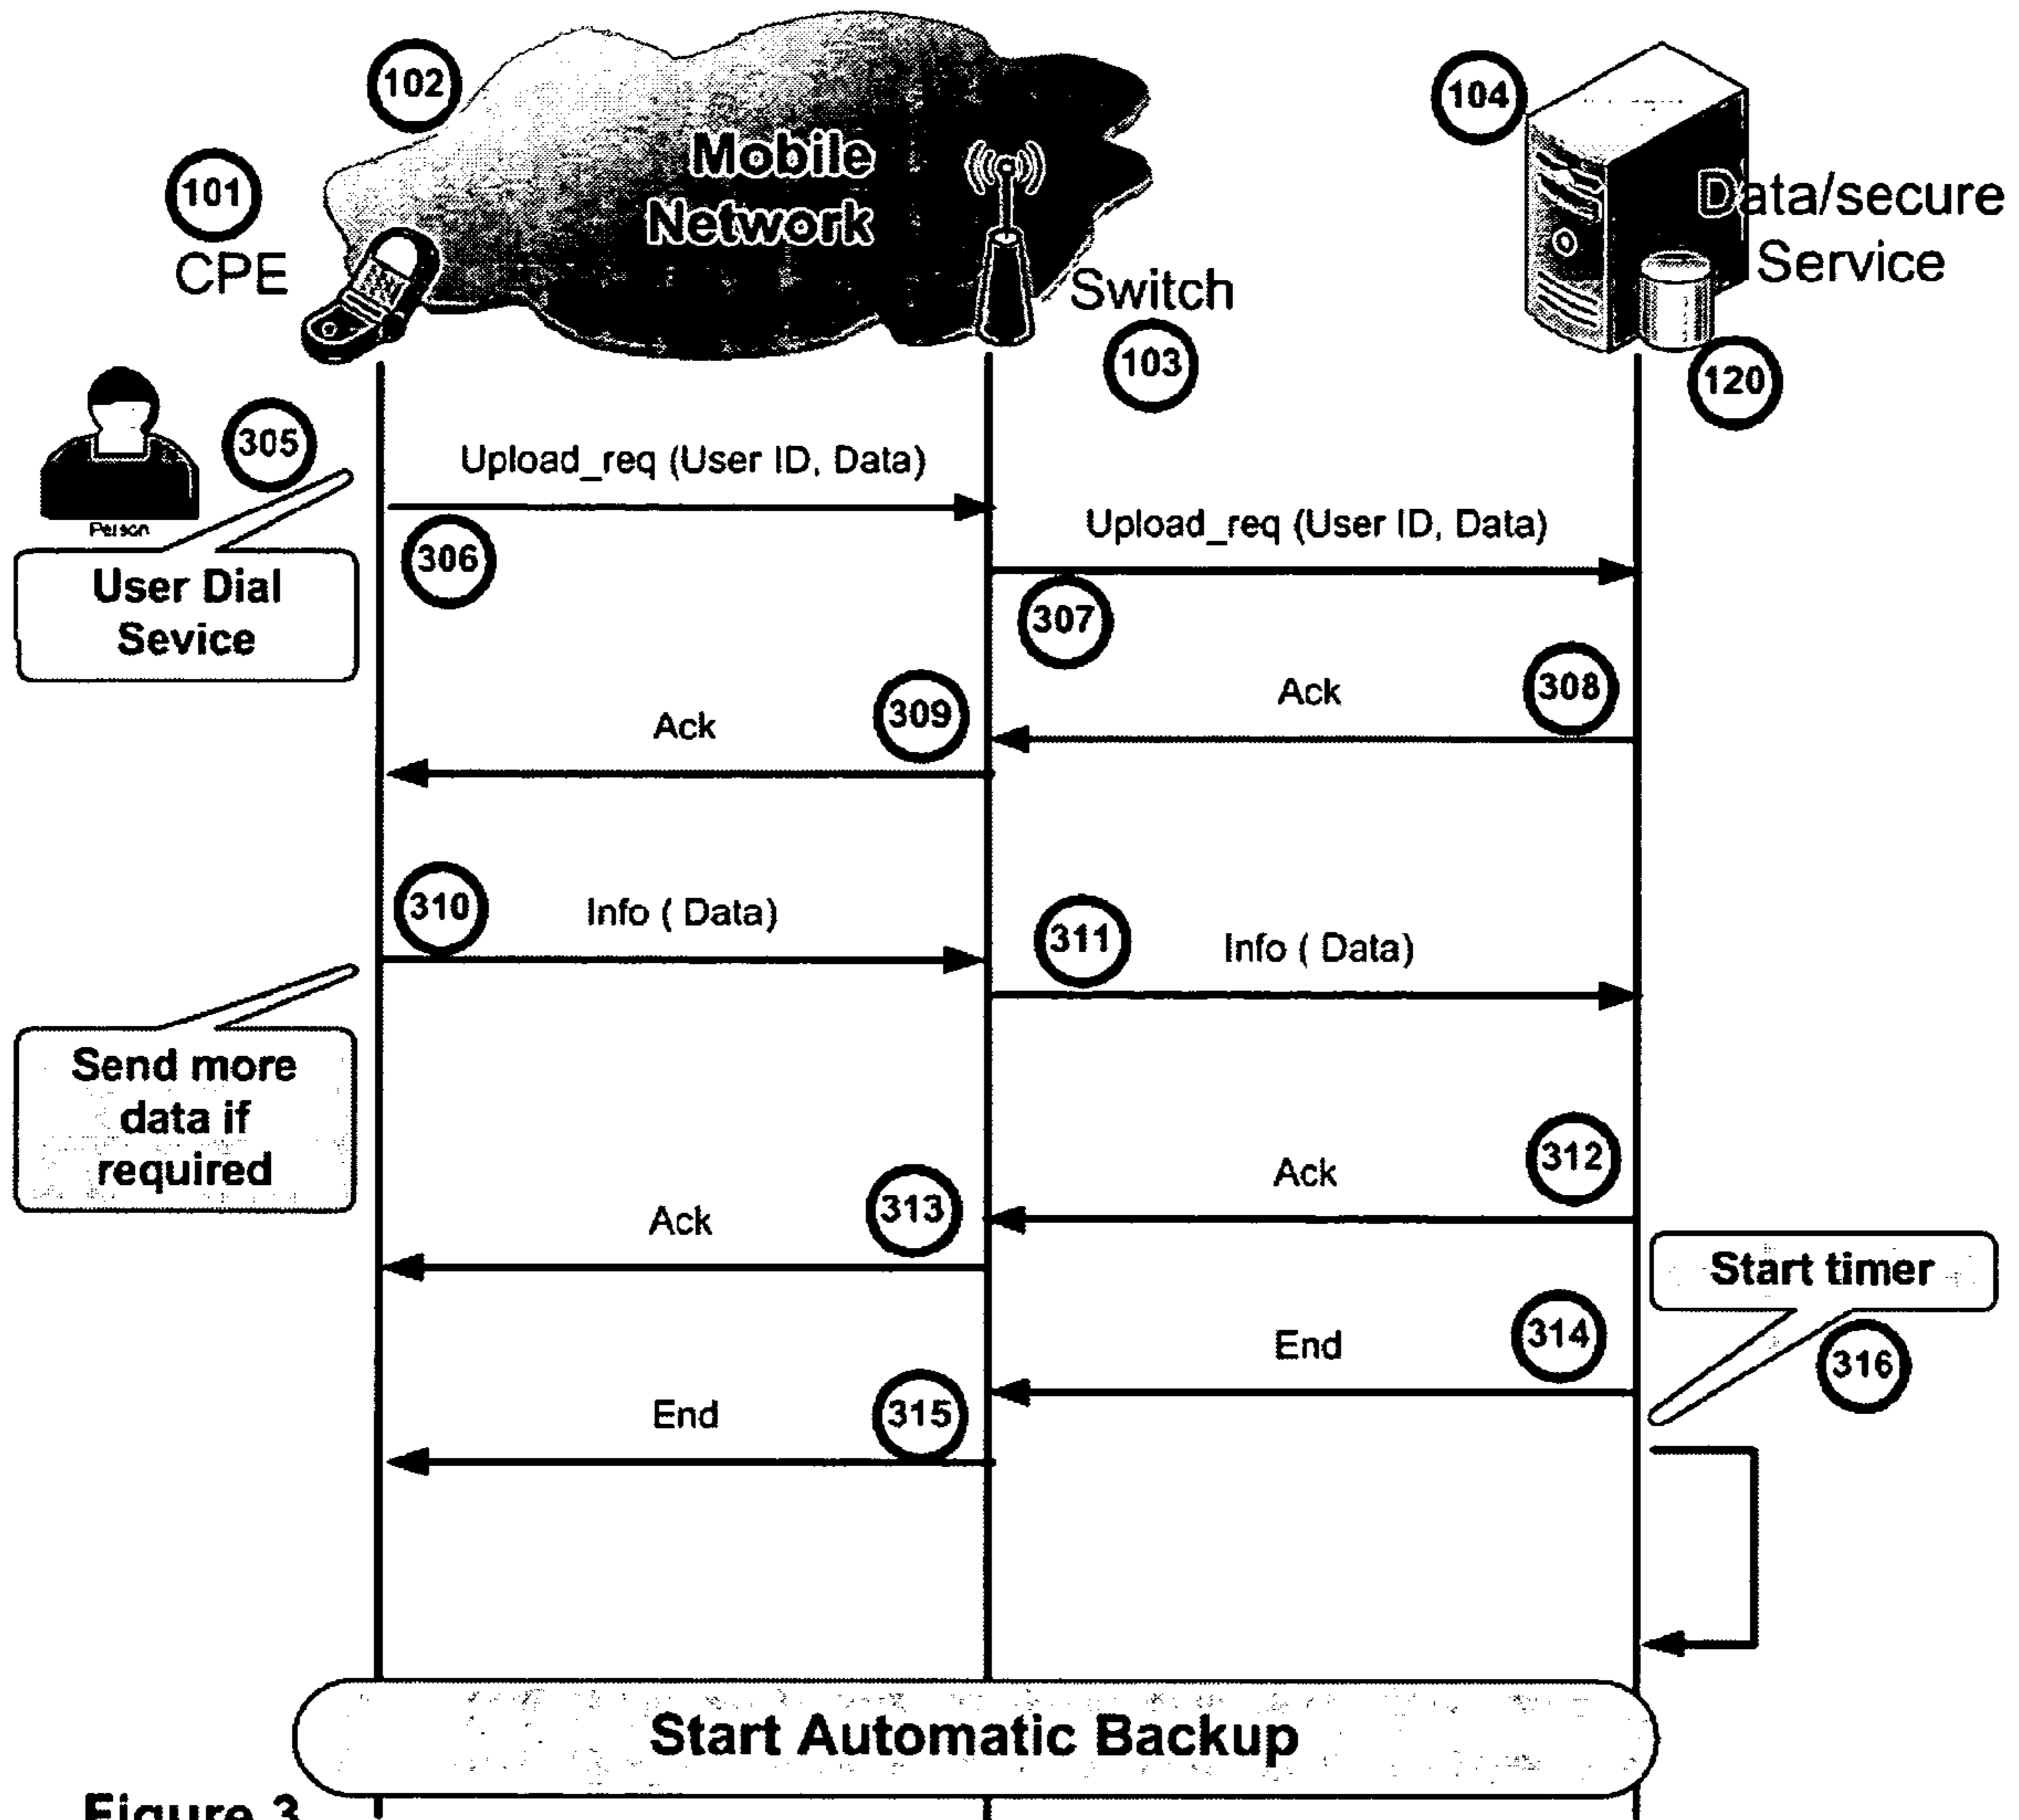 102
104
101
CPE
Mobile
Network
Switch
103
Data/secure
Service
120
305
Person
User Dial
Sevice
Upload_req (User ID, Data)
306
Upload_req (User ID, Data)
307
Ack
308
Ack
309
310
Info ( Data)
311
Info ( Data)
Send more
data if
required
Ack
312
Ack
313
Start timer
316
End
314
End
315
Start Automatic Backup
Figure 3